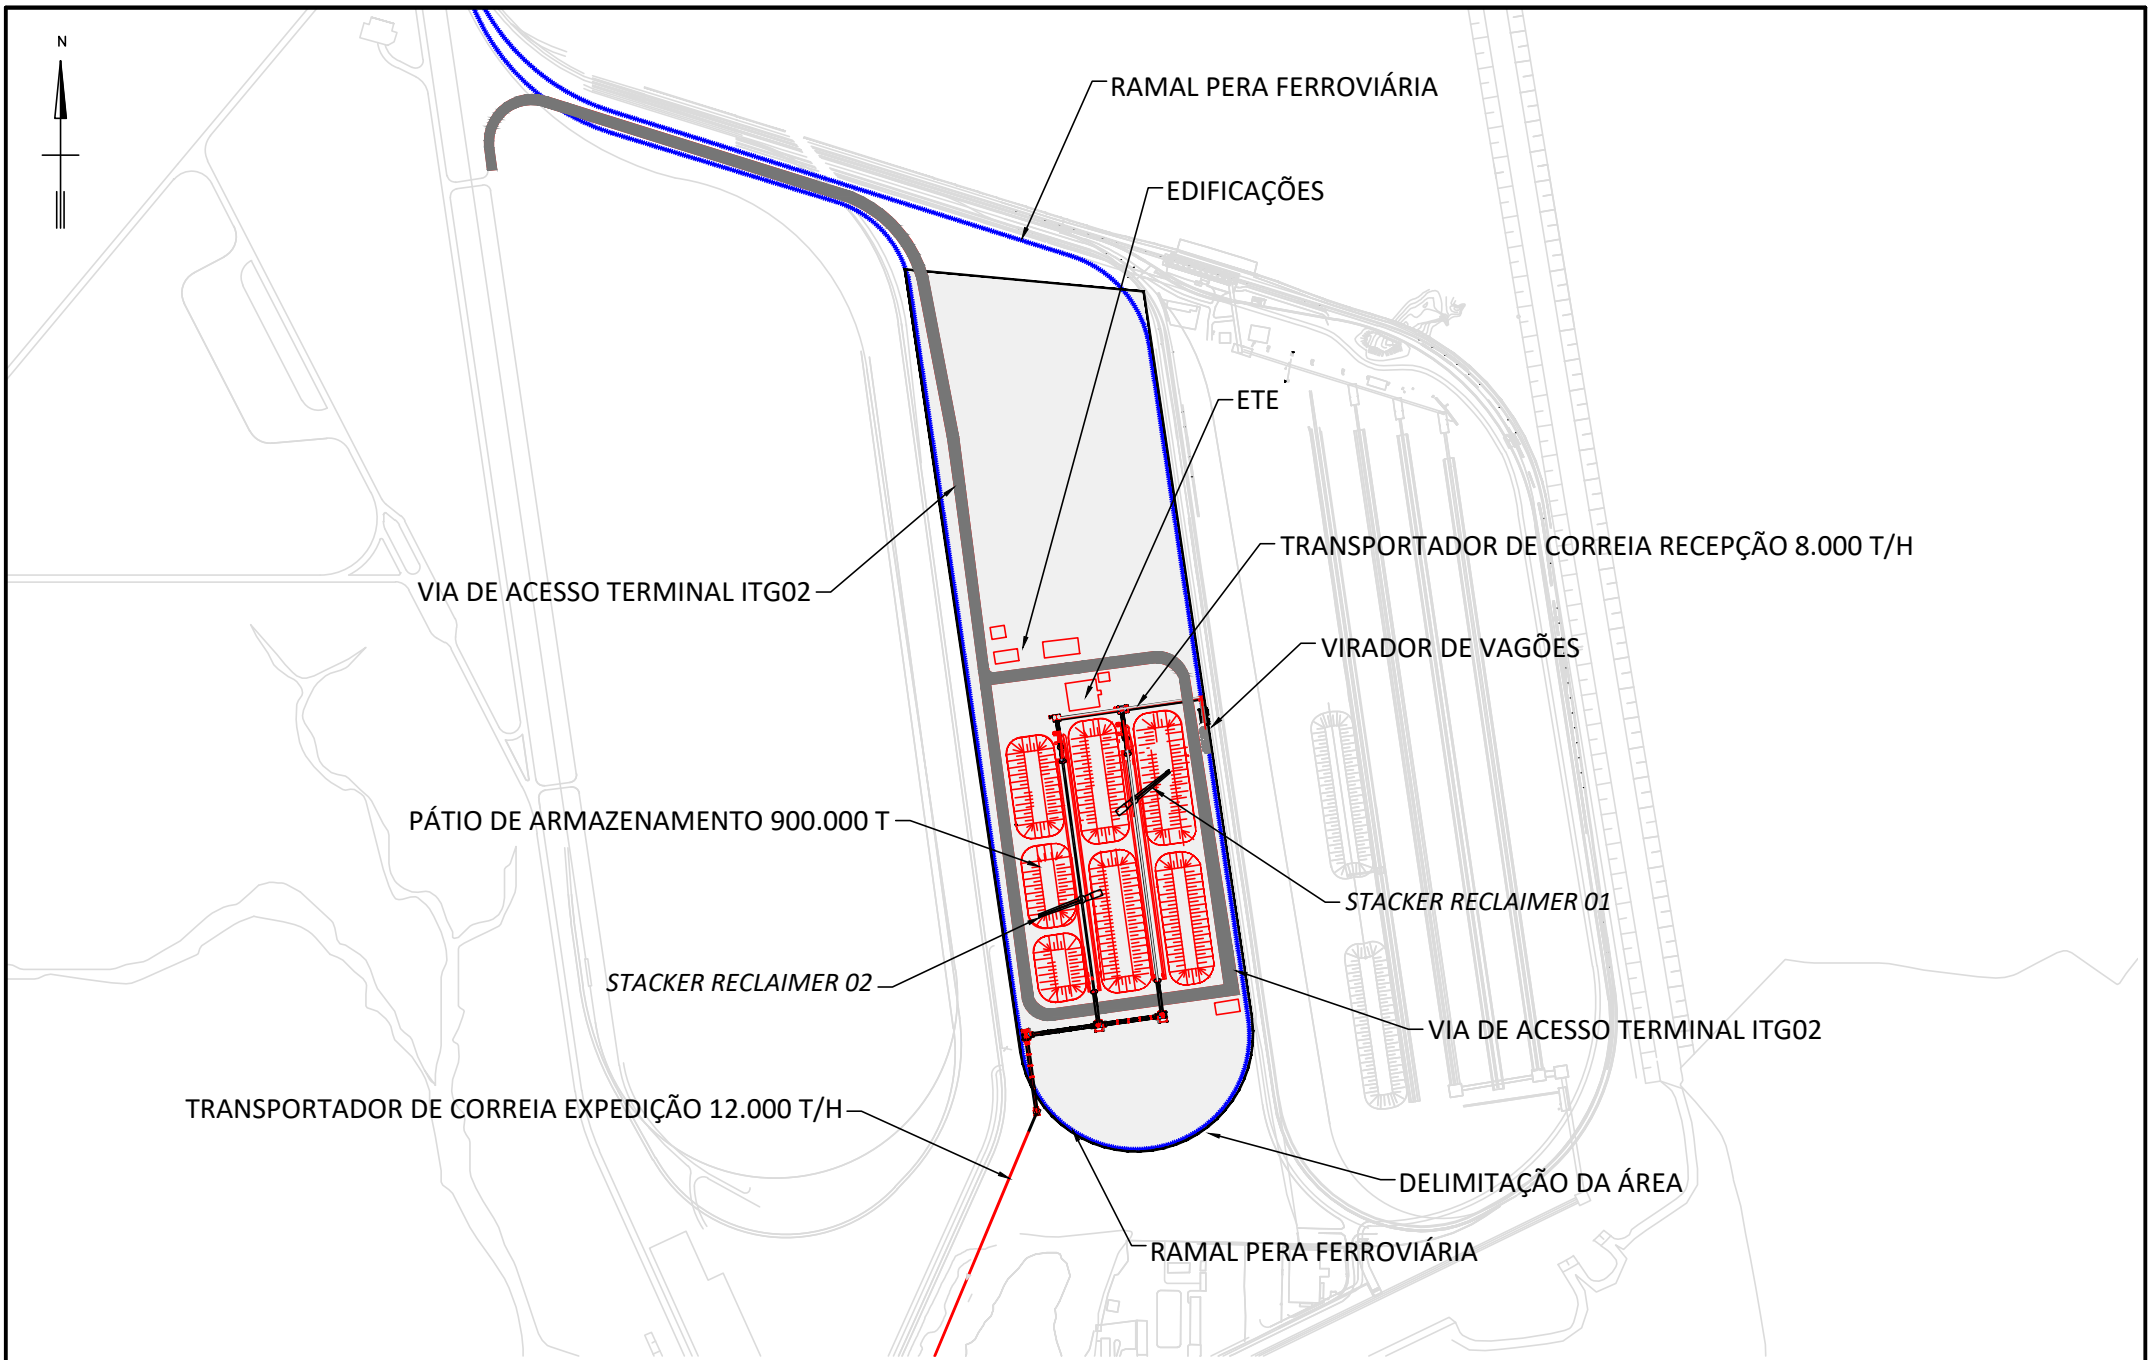 N
RAMAL PERA FERROVIÁRIA
EDIFICAÇÕES
ETE
TRANSPORTADOR DE CORREIA RECEPÇÃO 8.000 T/H
VIA DE ACESSO TERMINAL ITG02
VIRADOR DE VAGÕES
PÁTIO DE ARMAZENAMENTO 900.000 T
STACKER RECLAIMER 01
STACKER RECLAIMER 02
VIA DE ACESSO TERMINAL ITG02
TRANSPORTADOR DE CORREIA EXPEDIÇÃO 12.000 T/H
DELIMITAÇÃO DA ÁREA
RAMAL PERA FERROVIÁRIA